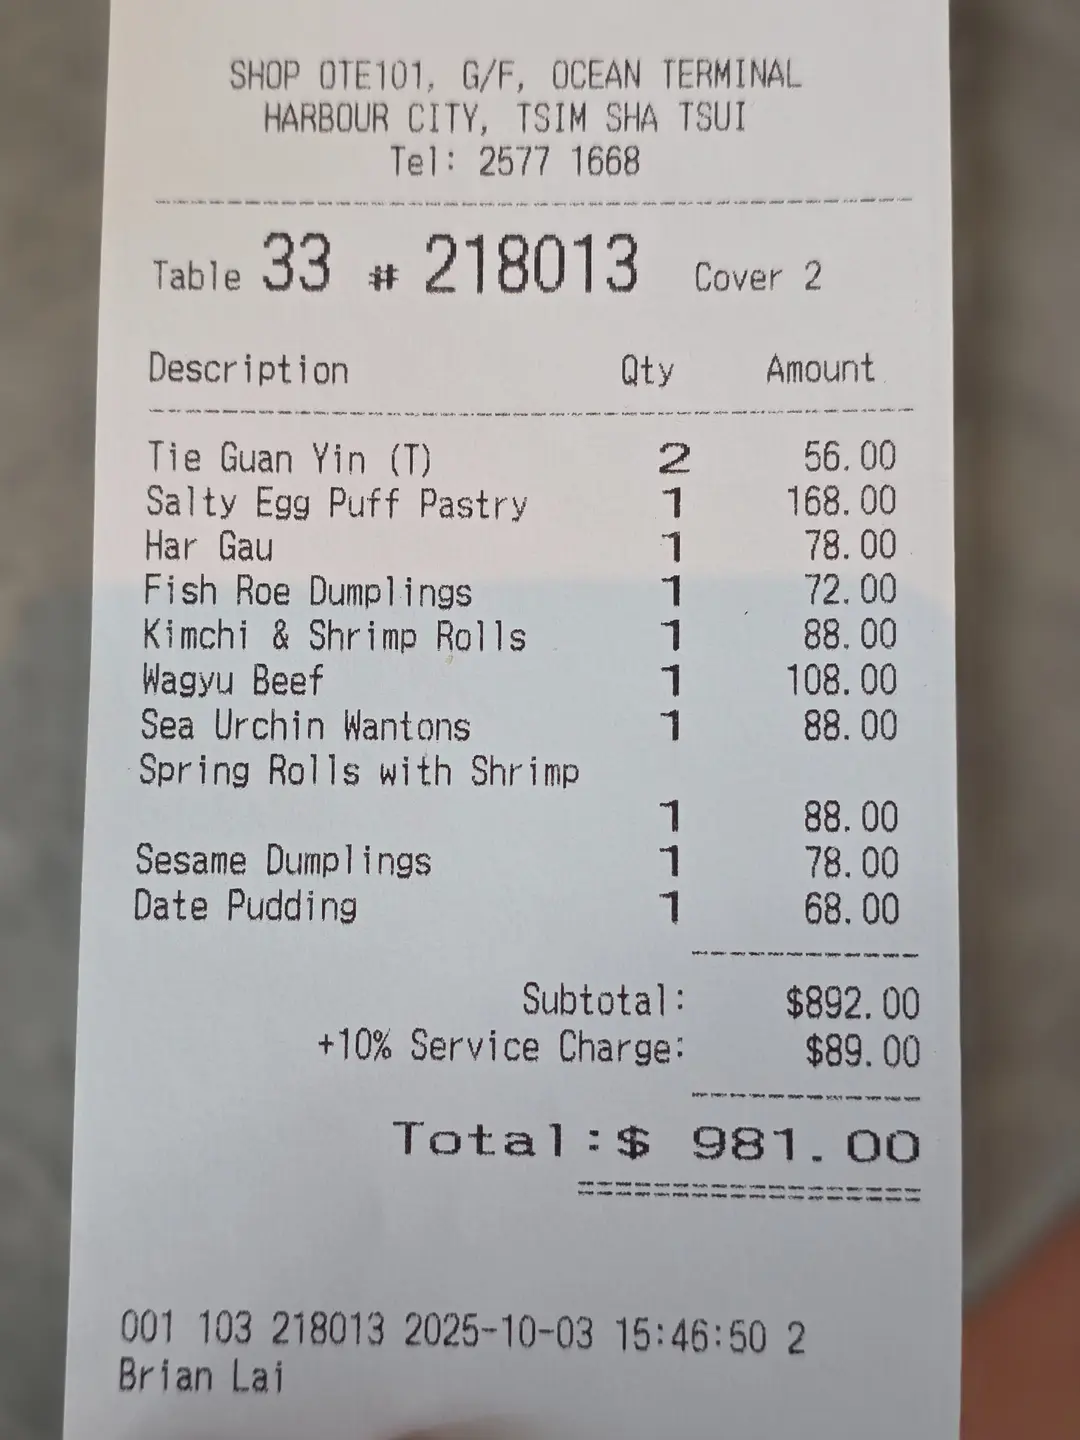 SHOP OTE101, G/F, OCEAN TERMINAL
HARBOUR CITY, TSIM SHA TSUI
Tel: 2577 1668
Table 33 # 218013 Cover 2
Description Qty Amount
Tie Guan Yin (T) 2 56.00
Salty Egg Puff Pastry 1 168.00
Har Gau 1 78.00
Fish Roe Dumplings 1 72.00
Kimchi & Shrimp Rolls 1 88.00
Wagyu Beef 1 108.00
Sea Urchin Wantons 1 88.00
Spring Rolls with Shrimp
1 88.00
Sesame Dumplings 1 78.00
Date Pudding 1 68.00
Subtotal: $892.00
+10% Service Charge: $89.00
Total:$ 981.00
001 103 218013 2025-10-03 15:46:50 2
Brian Lai